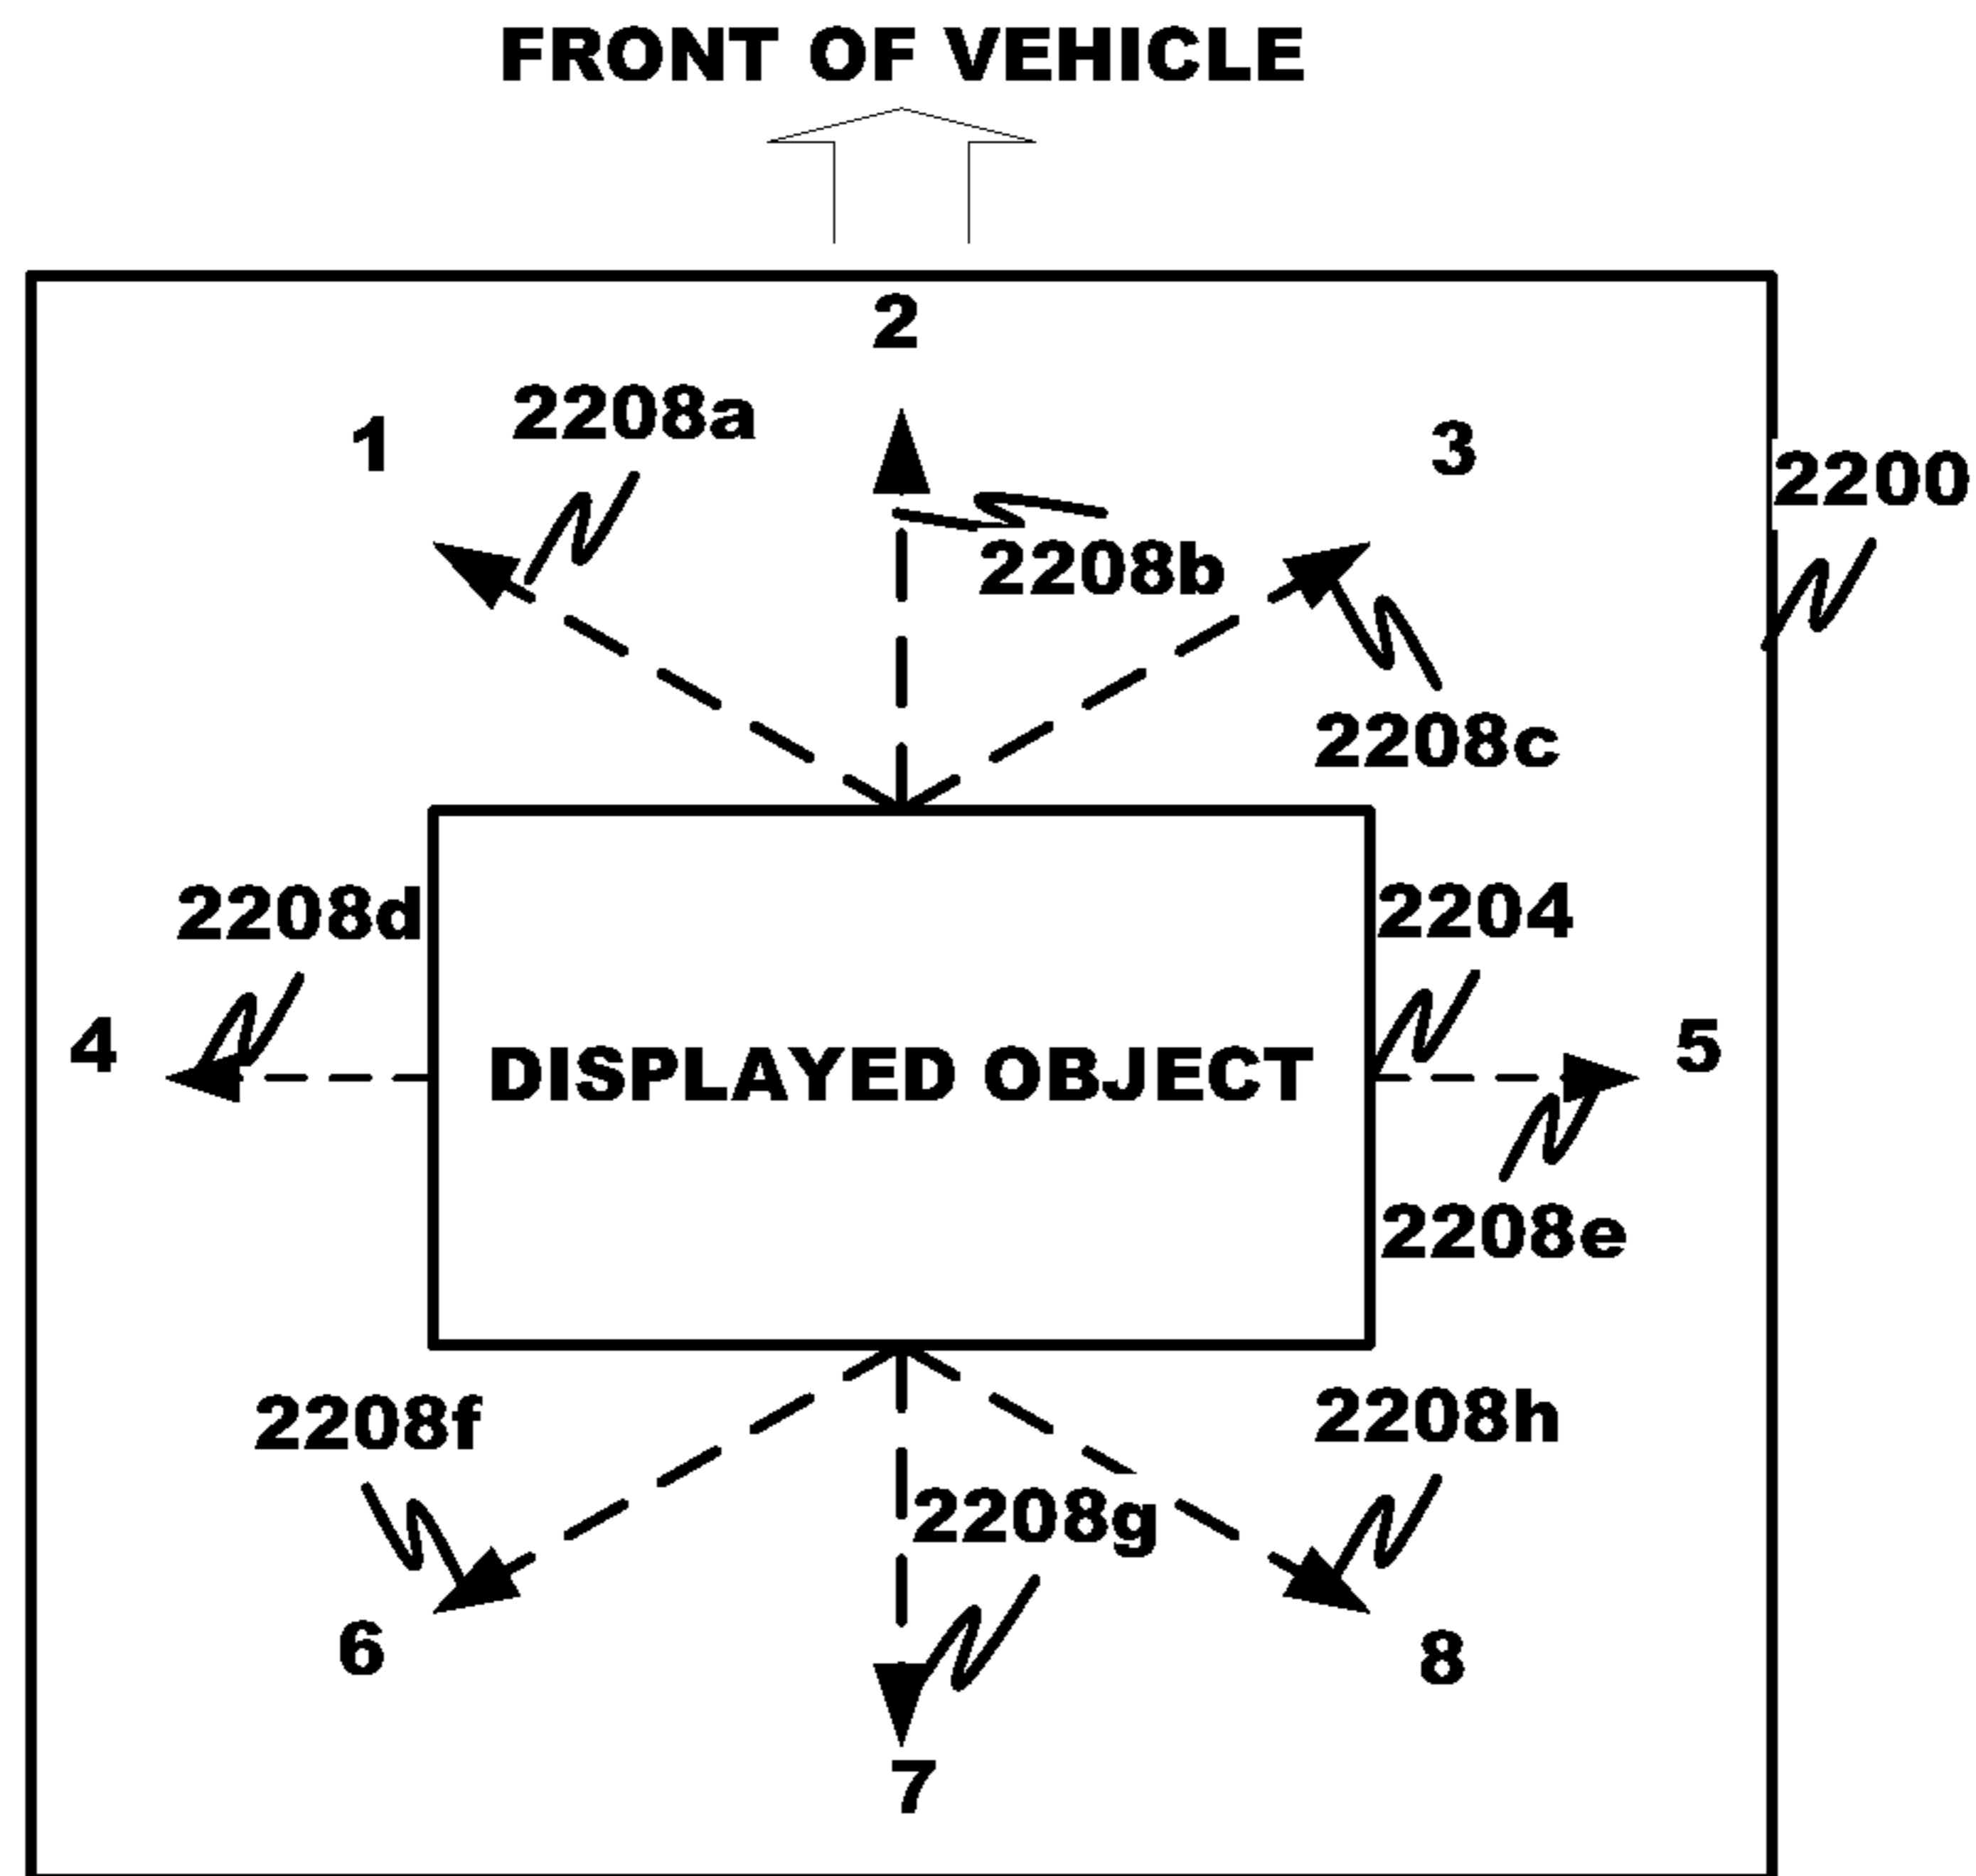 FRONT OF VEHICLE
2
2208a
1
3
2200
2208b
2208c
2208d
2204
4
DISPLAYED OBJECT
5
2208e
2208f
2208h
2208g
6
8
7